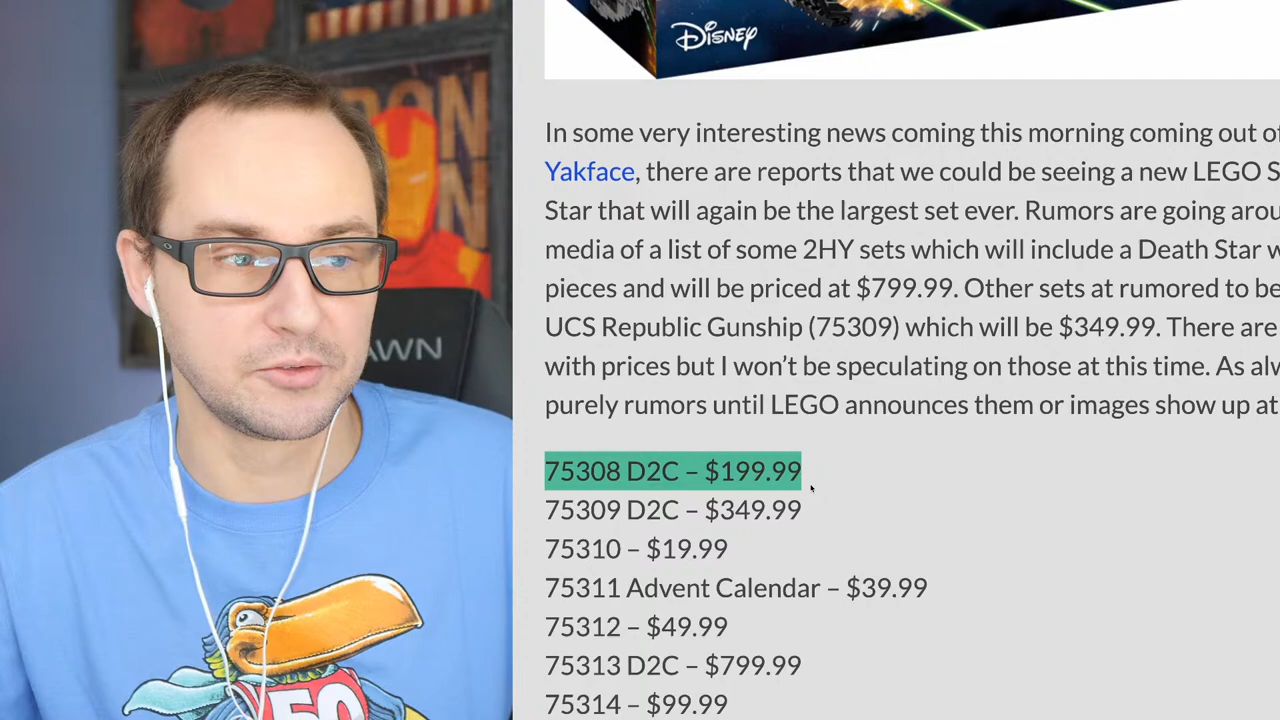 DISNEY
ON
N
AWN
50
In some very interesting news coming this morning coming out of
Yakface, there are reports that we could be seeing a new LEGO S
Star that will again be the largest set ever. Rumors are going arou
media of a list of some 2HY sets which will include a Death Star w
pieces and will be priced at $799.99. Other sets at rumored to be
UCS Republic Gunship (75309) which will be $349.99. There are
with prices but I won't be speculating on those at this time. As alw
purely rumors until LEGO announces them or images show up at
75308 D2C – $199.99
75309 D2C – $349.99
75310 – $19.99
75311 Advent Calendar – $39.99
75312 – $49.99
75313 D2C – $799.99
75314 – $99.99